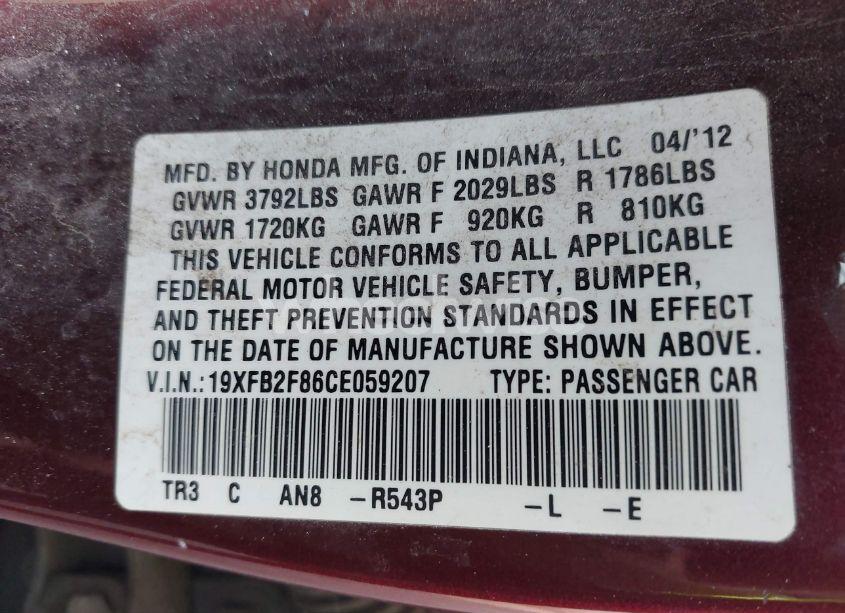 MFD. BY HONDA MFG. OF INDIANA, LLC 04/'12
GVWR 3792LBS GAWR F 2029LBS R 1786LBS
GVWR 1720KG GAWR F 920KG R 810KG
THIS VEHICLE CONFORMS TO ALL APPLICABLE
FEDERAL MOTOR VEHICLE SAFETY, BUMPER,
AND THEFT PREVENTION STANDARDS IN EFFECT
ON THE DATE OF MANUFACTURE SHOWN ABOVE.
V.I.N.:19XFB2F86CE059207 TYPE: PASSENGER CAR
TR3 C AN8 -R543P -L -E